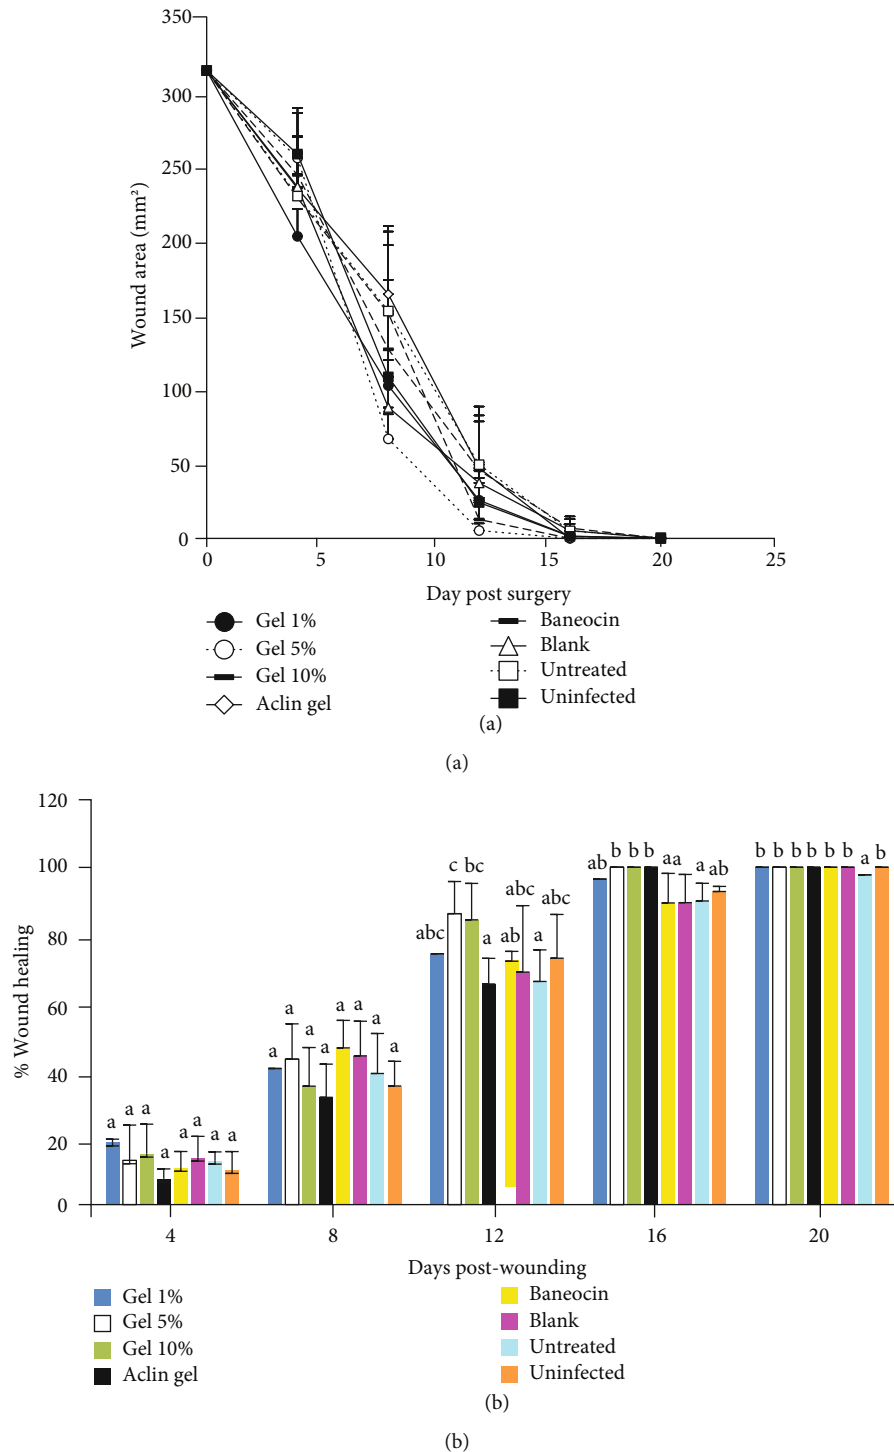 350
300
250
200
150
100
50
0
Wound area (mm²)
0 5 10 15 20 25
Day post surgery
Gel 1%
Gel 5%
Gel 10%
Aclin gel
Baneocin
Blank
Untreated
Uninfected
(a)
(a)
120
100
80
60
40
20
0
% Wound healing
a a a a a a a a
a a a a a a a a
abc c bc a ab abc a abc
ab b b b aa a ab
b b b b b b a b
4 8 12 16 20
Days post-wounding
Gel 1%
Gel 5%
Gel 10%
Aclin gel
Baneocin
Blank
Untreated
Uninfected
(b)
(b)